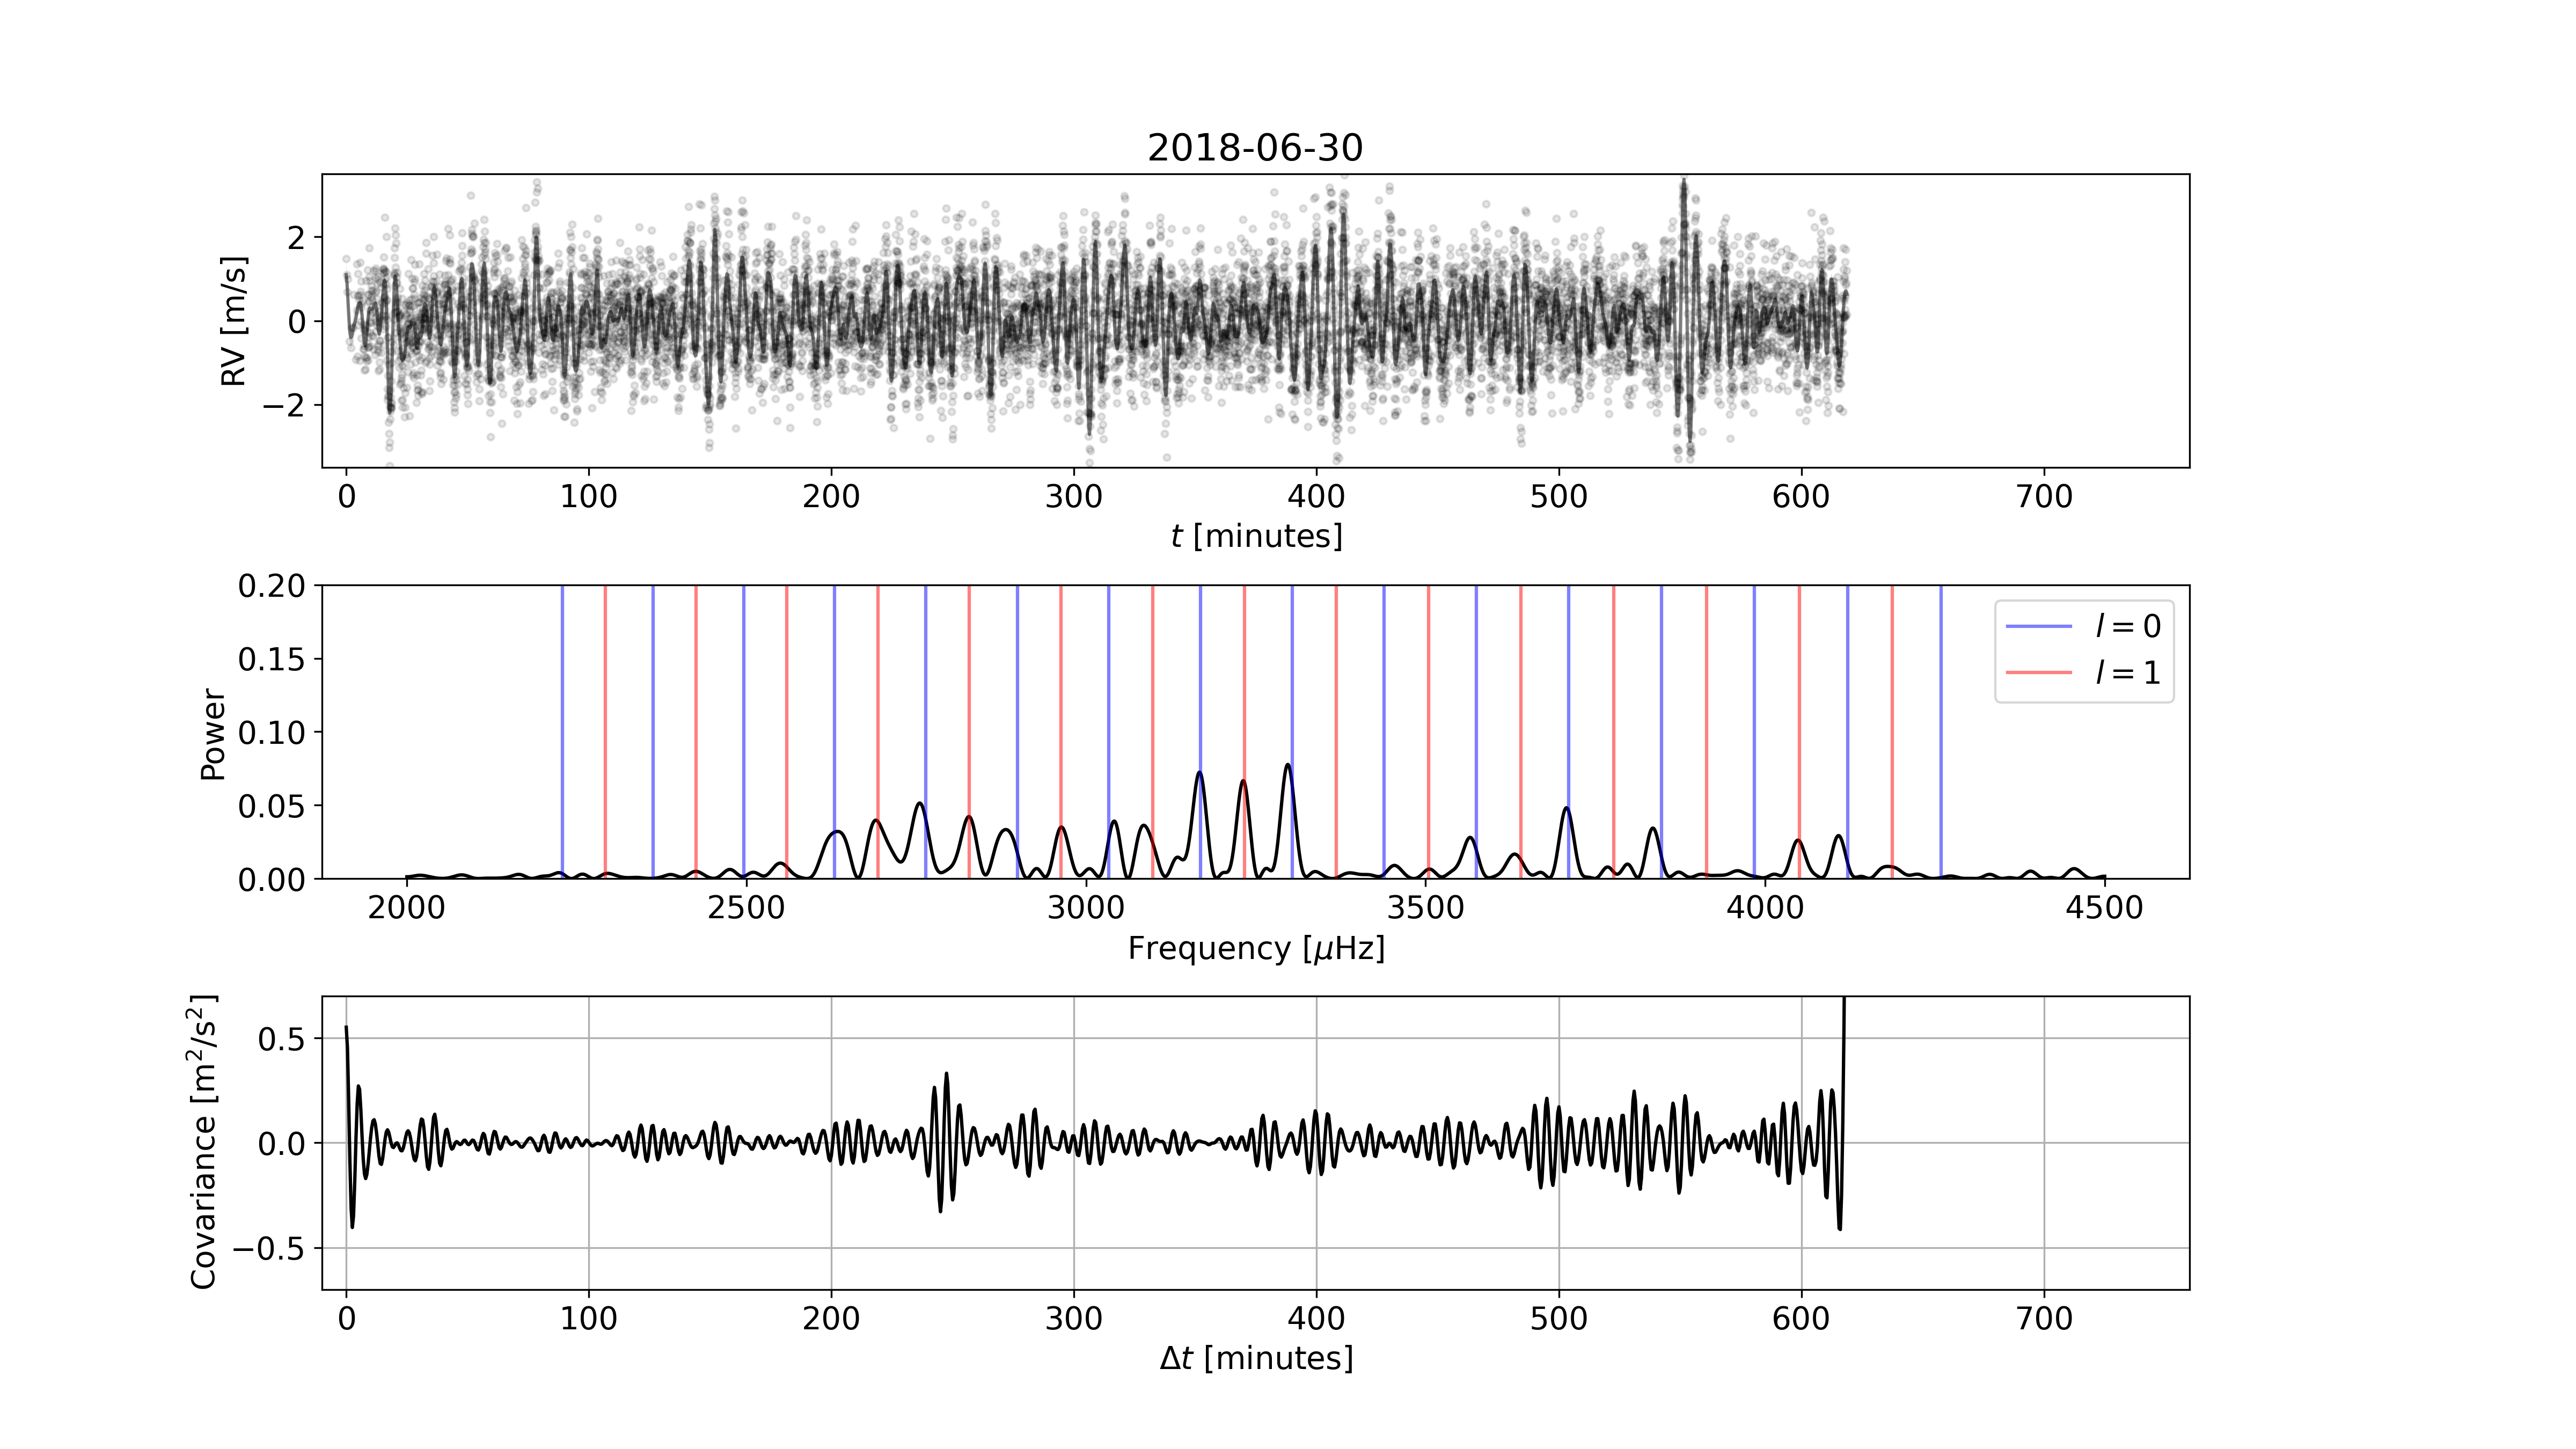 2018-06-30
RV [m/s]
2
0
−2
0 100 200 300 400 500 600 700
t [minutes]
Power
0.20
0.15
0.10
0.05
0.00
l = 0
l = 1
2000 2500 3000 3500 4000 4500
Frequency [μHz]
Covariance [m²/s²]
0.5
0.0
−0.5
0 100 200 300 400 500 600 700
Δt [minutes]